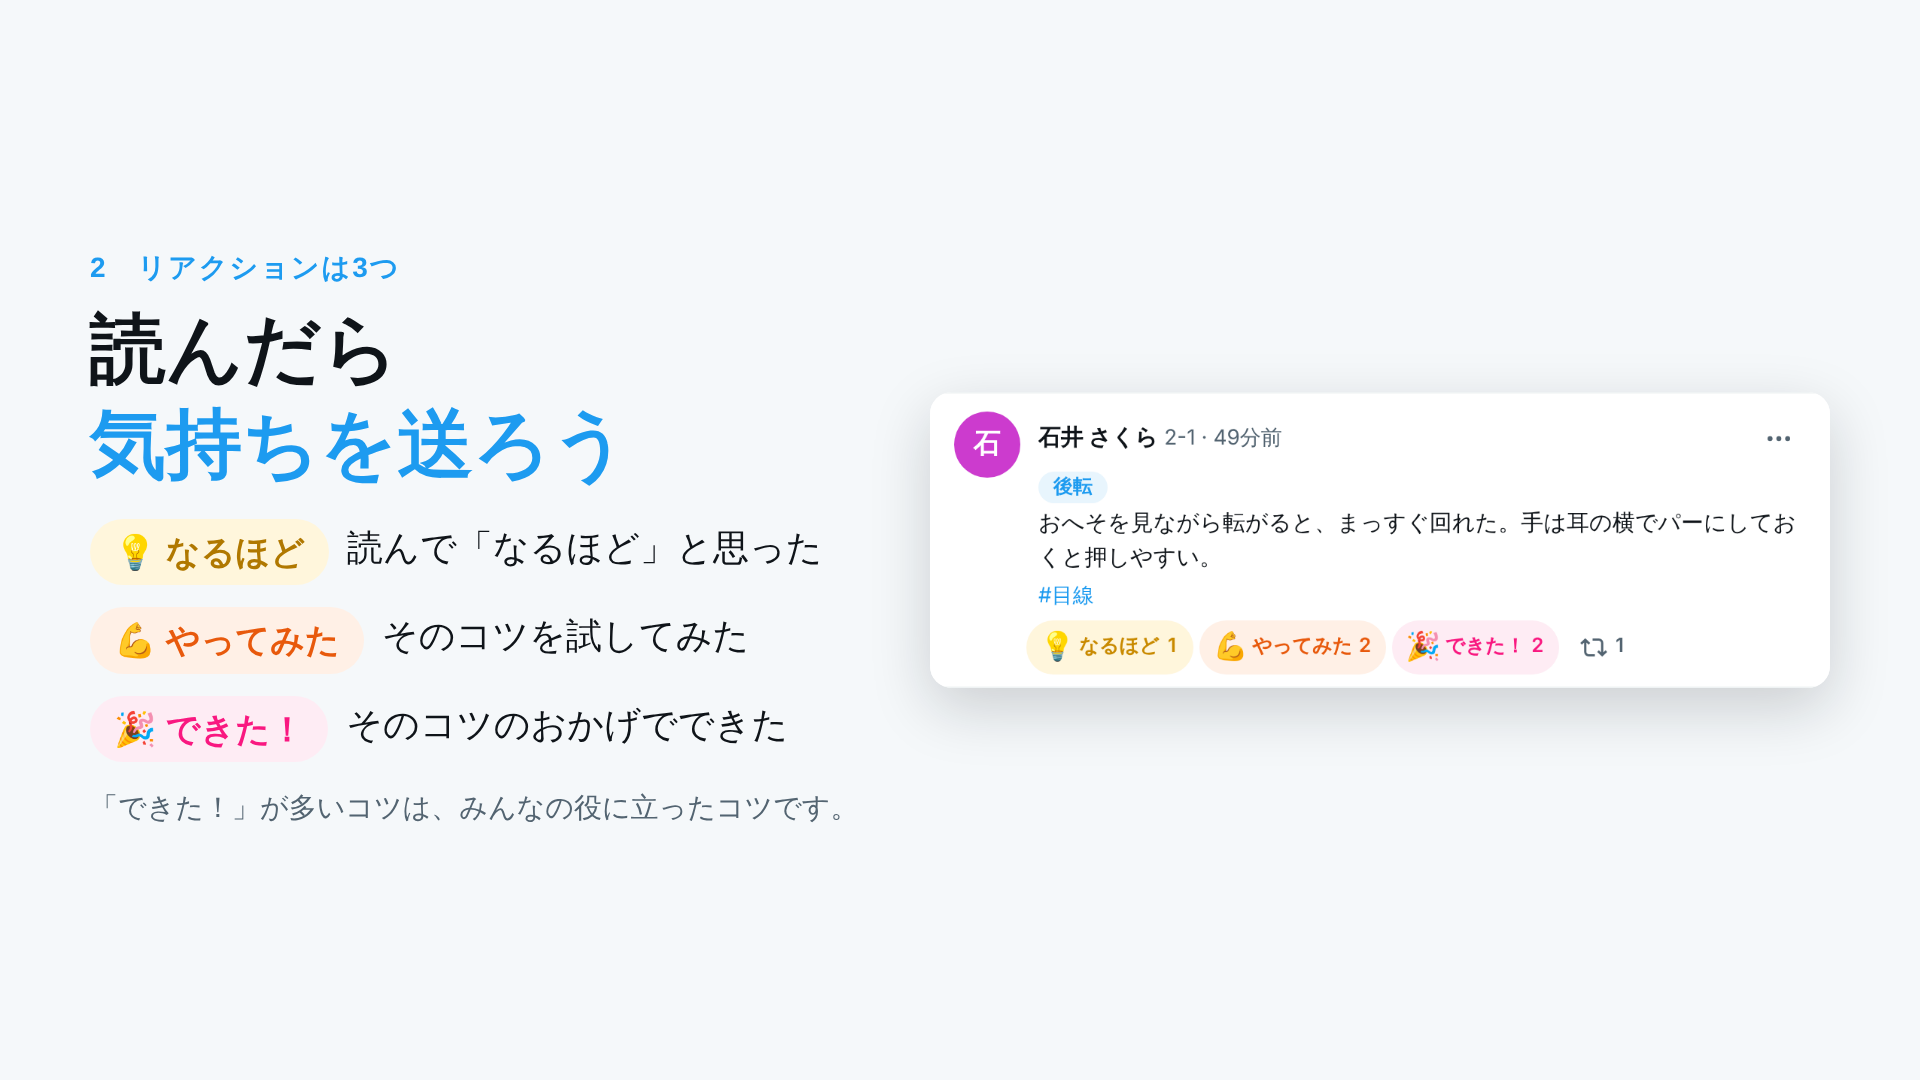 2　リアクションは3つ
読んだら
気持ちを送ろう
💡 なるほど 読んで「なるほど」と思った
💪 やってみた そのコツを試してみた
🎉 できた！ そのコツのおかげでできた
「できた！」が多いコツは、みんなの役に立ったコツです。
石
石井 さくら 2-1 · 49分前
後転
おへそを見ながら転がると、まっすぐ回れた。手は耳の横でパーにしてお
くと押しやすい。
#目線
💡 なるほど 1 💪 やってみた 2 🎉 できた！ 2 1